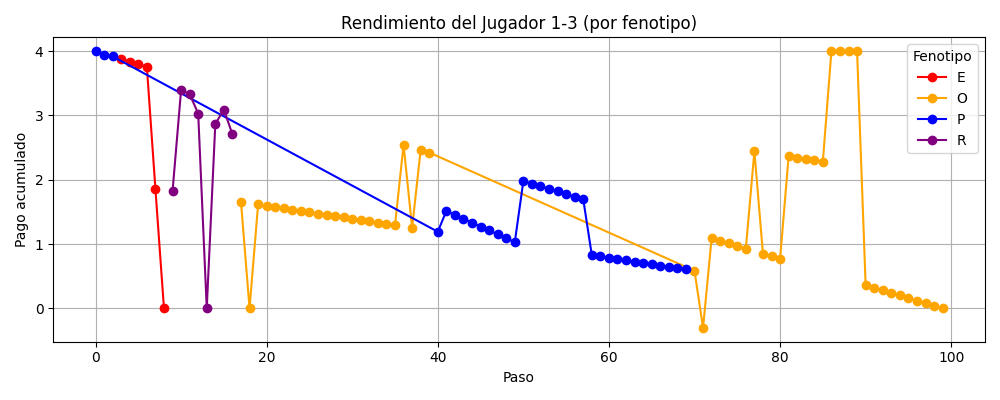 Rendimiento del Jugador 1-3 (por fenotipo)
Pago acumulado
4
3
2
1
0
0
20
40
60
80
100
Paso
Fenotipo
E
O
P
R